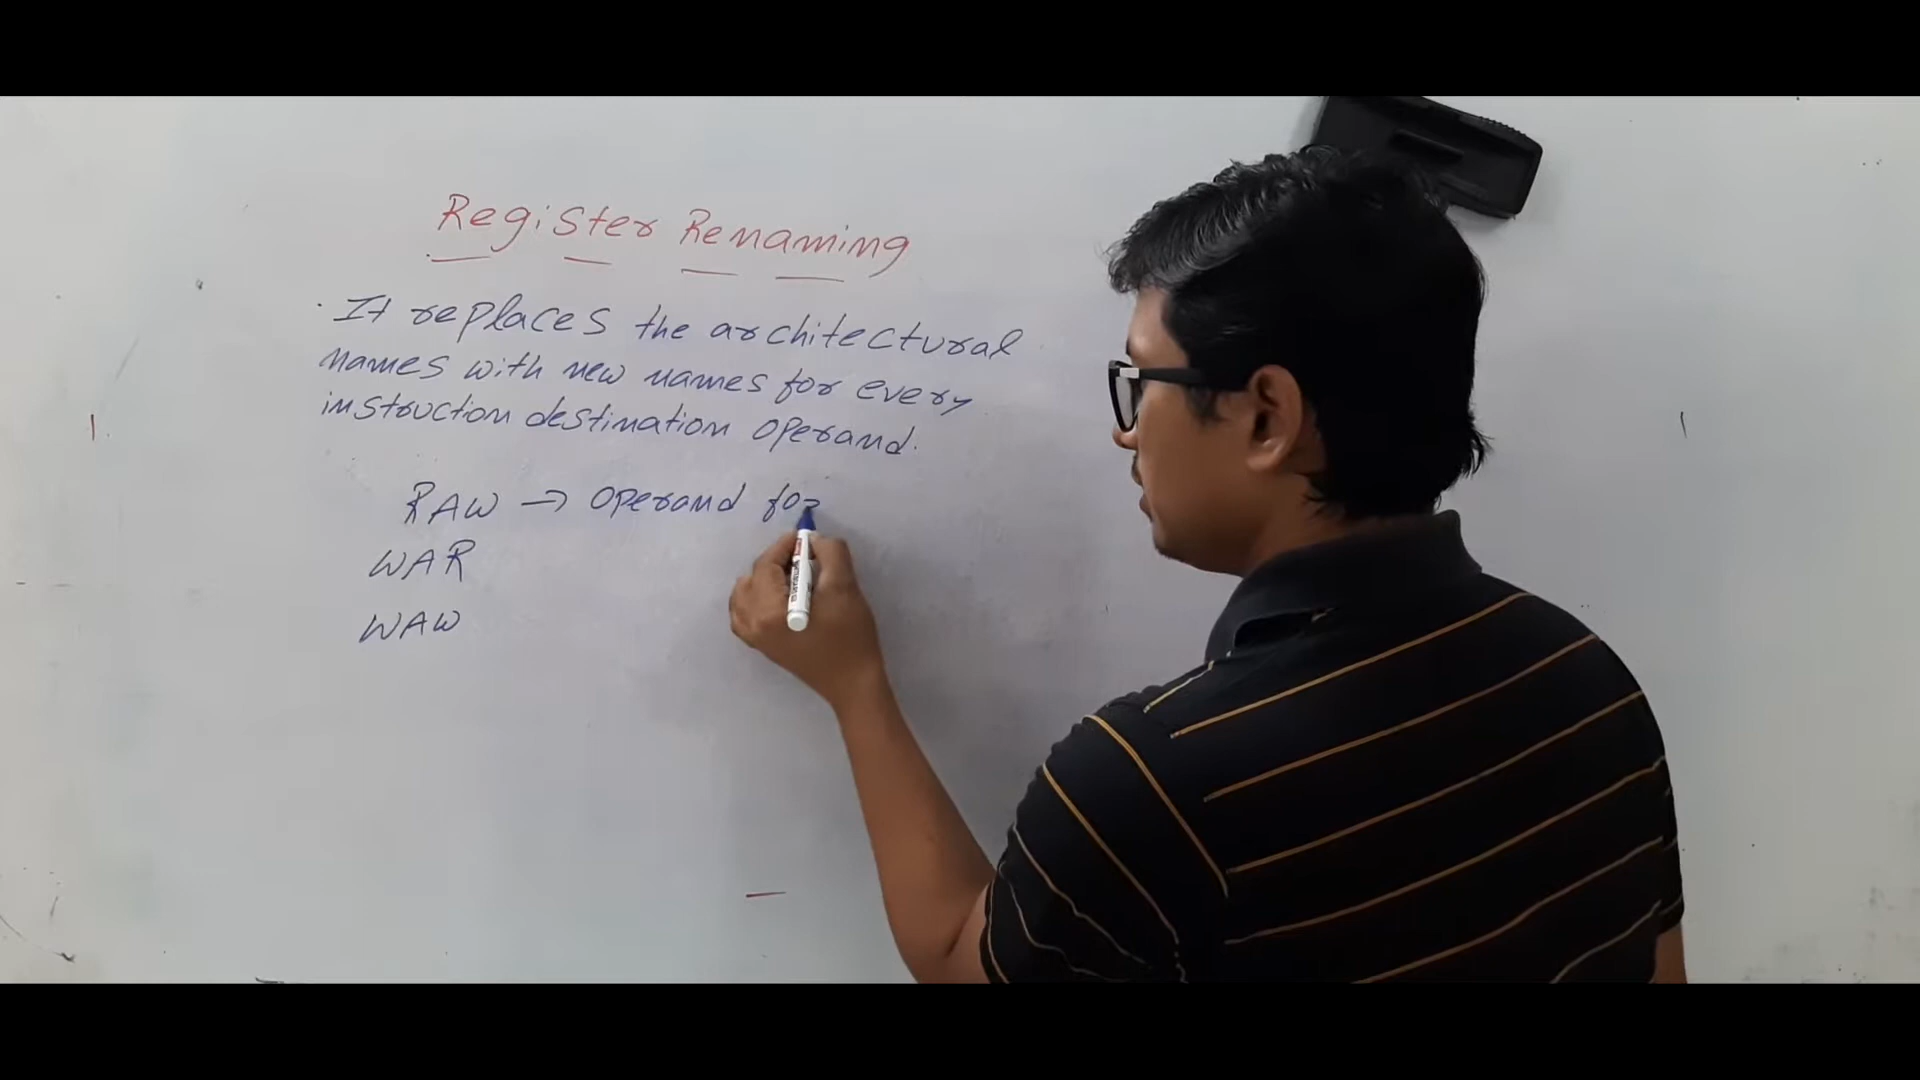 Register Renaming
. It replaces the architectural
names with new names for every
instruction destination operand.
RAW → operand for
WAR
WAW